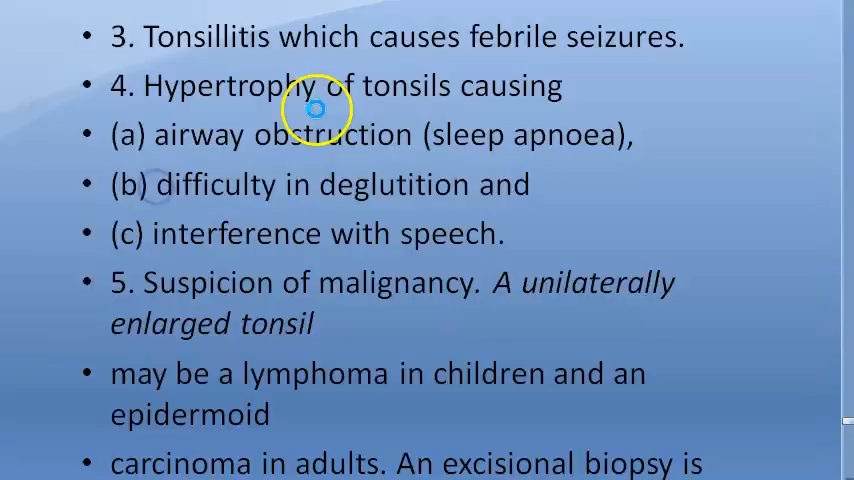 • 3. Tonsillitis which causes febrile seizures.
• 4. Hypertrophy of tonsils causing
• (a) airway obstruction (sleep apnoea),
• (b) difficulty in deglutition and
• (c) interference with speech.
• 5. Suspicion of malignancy. A unilaterally
enlarged tonsil
• may be a lymphoma in children and an
epidermoid
• carcinoma in adults. An excisional biopsy is